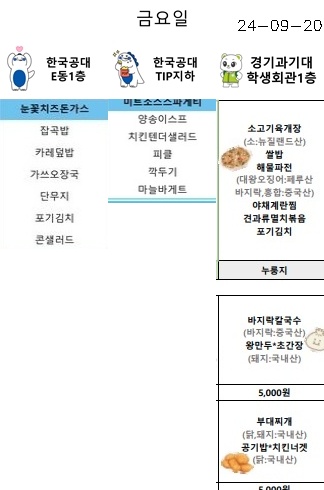 금요일
24-09-20
한국공대
E동1층
한국공대
TIP지하
경기과기대
학생회관1층
눈꽃치즈돈가스
잡곡밥
카레덮밥
가쓰오장국
단무지
포기김치
콘샐러드
미트소스스파게티
양송이스프
치킨텐더샐러드
피클
깍두기
마늘바게트
소고기육개장
(소:뉴질랜드산)
쌀밥
해물파전
(대왕오징어:페루산
바지락,홍합:중국산)
야채계란찜
견과류멸치볶음
포기김치
누룽지
바지락칼국수
(바지락:중국산)
왕만두*초간장
(돼지:국내산)
5,000원
부대찌개
(닭,돼지:국내산)
공기밥*치킨너겟
(닭:국내산)
5,000원